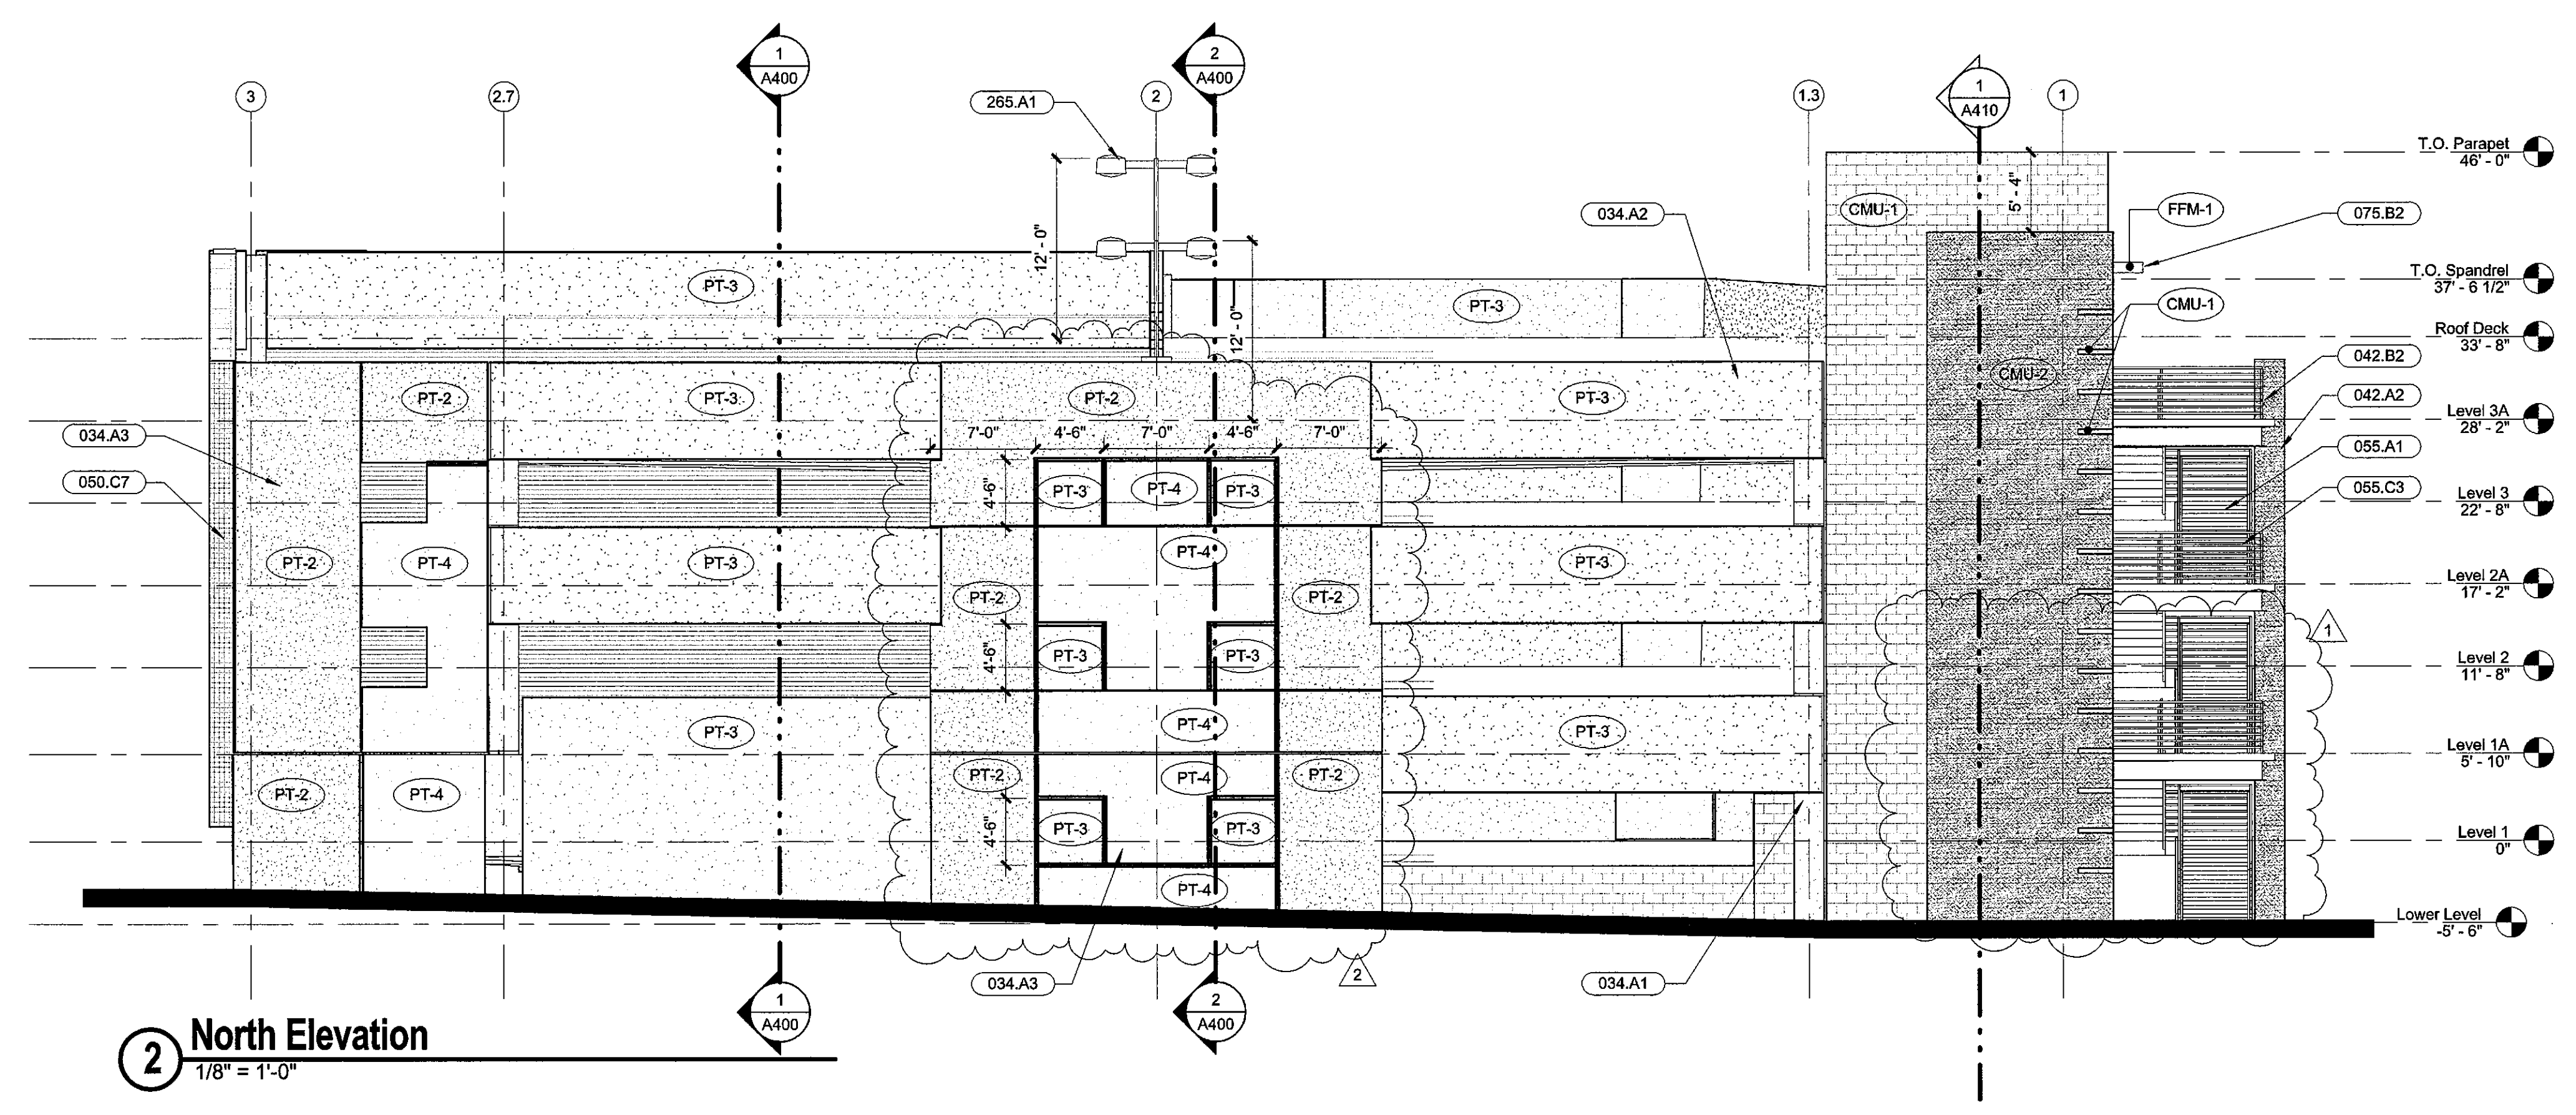 1
A400
2
A400
3
2.7
265.A1
2
1.3
1
A410
1
T.O. Parapet
46' - 0"
12' - 0"
034.A2
CMU-1
5' - 4"
FFM-1
075.B2
PT-3
PT-3
12' - 0"
T.O. Spandrel
37' - 6 1/2"
CMU-1
Roof Deck
33' - 8"
042.B2
PT-2
PT-3
PT-2
PT-3
CMU-2
042.A2
Level 3A
28' - 2"
034.A3
7'-0"
4'-6"
7'-0"
4'-6"
7'-0"
055.A1
050.C7
4'-6"
PT-3
PT-4
PT-3
055.C3
Level 3
22' - 8"
PT-2
PT-4
PT-3
PT-4
PT-3
Level 2A
17' - 2"
PT-2
PT-2
1
4'-6"
PT-3
PT-3
Level 2
11' - 8"
PT-3
PT-4
PT-3
Level 1A
5' - 10"
PT-2
PT-4
PT-2
PT-4
PT-2
4'-6"
PT-3
PT-3
Level 1
0"
PT-4
Lower Level
-5' - 6"
034.A3
2
034.A1
1
A400
2
A400
2
North Elevation
1/8" = 1'-0"